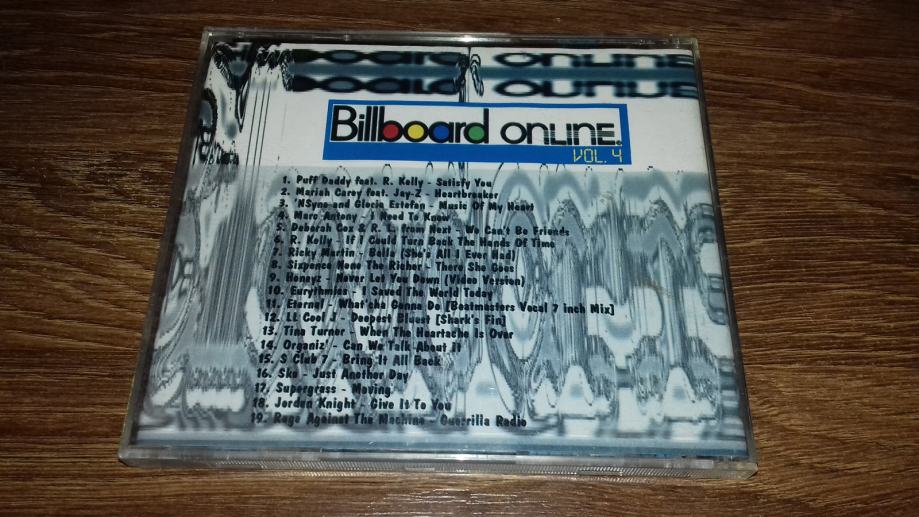 Billboard ONLINE.
VOL. 4
1. Puff Daddy feat. R. Kelly - Satisfy You
2. Mariah Carey feat. Jay-Z - Heartbreaker
3. 'NSync and Gloria Estefan - Music Of My Heart
4. Marc Antony - I Need To Know
5. Deborah Cox & R.L. from Next - We Can't Be Friends
6. R. Kelly - If I Could Turn Back The Hands Of Time
7. Ricky Martin - Bella (She's All I Ever Had)
8. Sixpence None The Richer - There She Goes
9. Honeyz - Never Let You Down (Video Version)
10. Eurythmics - I Saved The World Today
11. Eternal - What'cha Gonna Do [Beatmasters Vocal 7 inch Mix]
12. LL Cool J - Deepest Bluest [Shark's Fin]
13. Tina Turner - When The Heartache Is Over
14. Organiz' - Can We Talk About It
15. S Club 7 - Bring It All Back
16. Sko - Just Another Day
17. Supergrass - Moving
18. Jordan Knight - Give It To You
19. Rage Against The Machine - Guerrilla Radio